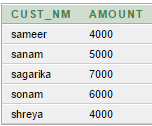 CUST_NM AMOUNT
sameer 4000
sanam 5000
sagarika 7000
sonam 6000
shreya 4000